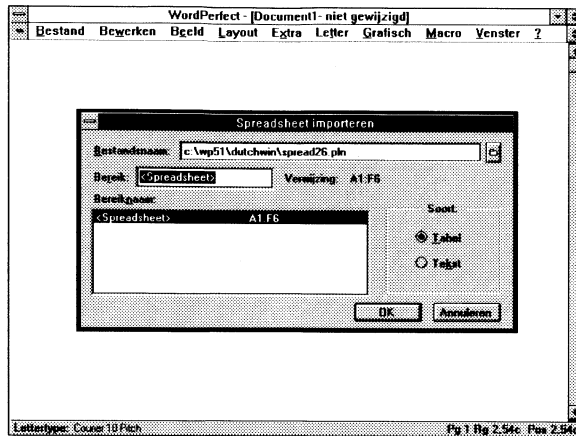 WordPerfect - [Document1- niet gewijzigd]
Bestand Bewerken Beeld Layout Extra Letter Grafisch Macro Venster ?
Spreadsheet importeren
Bestandsnaam: c:\wp51\dutchwin\spread26.pln
Bereik: <Spreadsheet> Verwijzing: A1:F6
Bereiknaam:
<Spreadsheet> A1:F6
Soort
Tabel
Tekst
OK Annuleren
Lettertype: Courier 10 Pitch Pg 1 Rg 2.54c Pos 2.54c